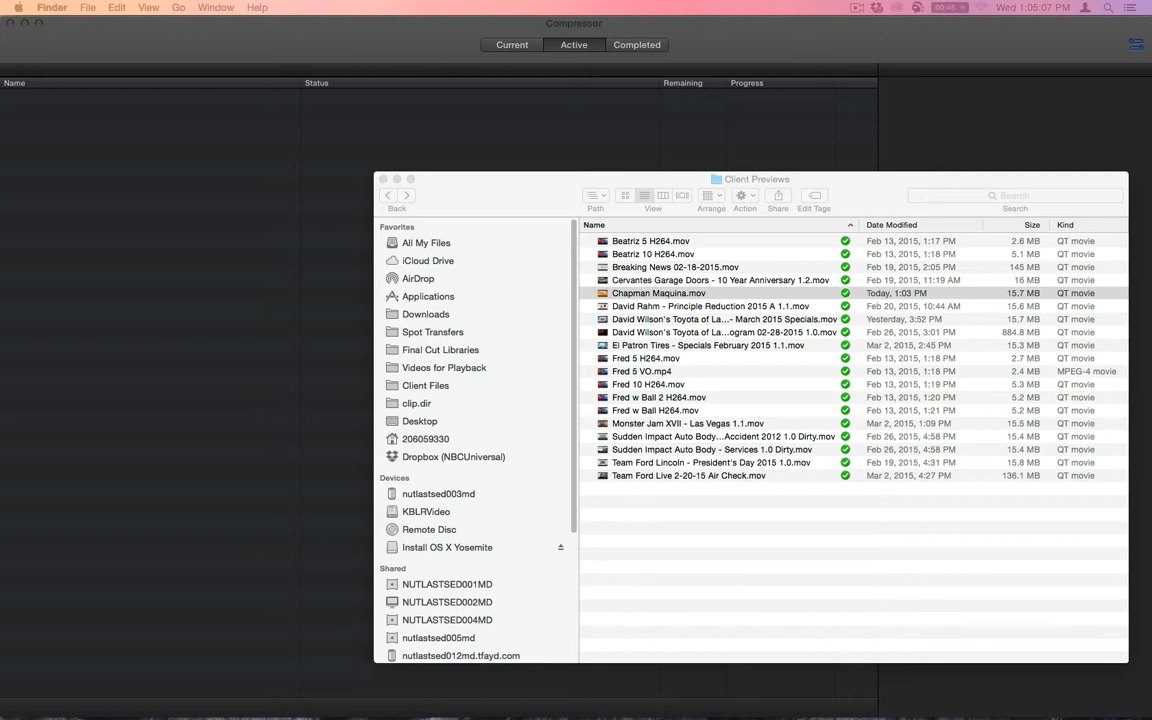 Finder File Edit View Go Window Help 00:45 Wed 1:05:07 PM
Compressor
Current Active Completed
Name Status Remaining Progress
Client Previews
Back Path View Arrange Action Share Edit Tags Search
Search
Favorites
All My Files
iCloud Drive
AirDrop
Applications
Downloads
Spot Transfers
Final Cut Libraries
Videos for Playback
Client Files
clip.dir
Desktop
206059330
Dropbox (NBCUniversal)
Devices
nutlastsed003md
KBLRVideo
Remote Disc
Install OS X Yosemite
Shared
NUTLASTSED001MD
NUTLASTSED002MD
NUTLASTSED004MD
nutlastsed005md
nutlastsed012md.tfayd.com
Name Date Modified Size Kind
Beatriz 5 H264.mov Feb 13, 2015, 1:17 PM 2.6 MB QT movie
Beatriz 10 H264.mov Feb 13, 2015, 1:18 PM 5.1 MB QT movie
Breaking News 02-18-2015.mov Feb 19, 2015, 2:05 PM 145 MB QT movie
Cervantes Garage Doors - 10 Year Anniversary 1.2.mov Feb 19, 2015, 11:19 AM 16 MB QT movie
Chapman Maquina.mov Today, 1:03 PM 15.7 MB QT movie
David Rahm - Principle Reduction 2015 A 1.1.mov Feb 20, 2015, 10:44 AM 15.6 MB QT movie
David Wilson's Toyota of La...- March 2015 Specials.mov Yesterday, 3:52 PM 15.7 MB QT movie
David Wilson's Toyota of La...ogram 02-28-2015 1.0.mov Feb 26, 2015, 3:01 PM 884.8 MB QT movie
El Patron Tires - Specials February 2015 1.1.mov Mar 2, 2015, 2:45 PM 15.3 MB QT movie
Fred 5 H264.mov Feb 13, 2015, 1:18 PM 2.7 MB QT movie
Fred 5 VO.mp4 Feb 13, 2015, 1:18 PM 2.4 MB MPEG-4 movie
Fred 10 H264.mov Feb 13, 2015, 1:19 PM 5.3 MB QT movie
Fred w Ball 2 H264.mov Feb 13, 2015, 1:20 PM 5.2 MB QT movie
Fred w Ball H264.mov Feb 13, 2015, 1:21 PM 5.2 MB QT movie
Monster Jam XVII - Las Vegas 1.1.mov Mar 2, 2015, 1:09 PM 15.5 MB QT movie
Sudden Impact Auto Body...Accident 2012 1.0 Dirty.mov Feb 26, 2015, 4:58 PM 15.4 MB QT movie
Sudden Impact Auto Body - Services 1.0 Dirty.mov Feb 26, 2015, 4:58 PM 15.4 MB QT movie
Team Ford Lincoln - President's Day 2015 1.0.mov Feb 19, 2015, 4:31 PM 15.8 MB QT movie
Team Ford Live 2-20-15 Air Check.mov Mar 2, 2015, 4:27 PM 136.1 MB QT movie